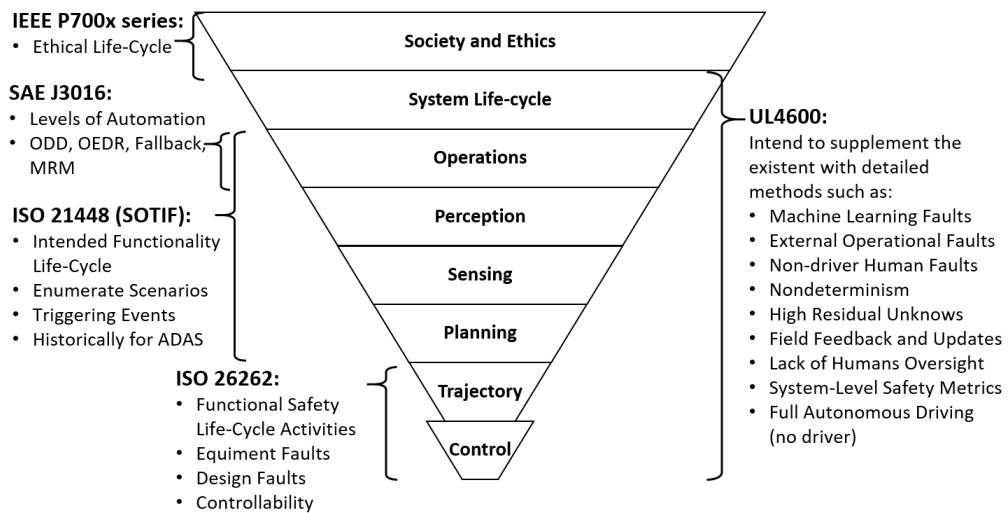 IEEE P700x series:
• Ethical Life-Cycle
SAE J3016:
• Levels of Automation
• ODD, OEDR, Fallback,
MRM
ISO 21448 (SOTIF):
• Intended Functionality
Life-Cycle
• Enumerate Scenarios
• Triggering Events
• Historically for ADAS
ISO 26262:
• Functional Safety
Life-Cycle Activities
• Equiment Faults
• Design Faults
• Controllability
Society and Ethics
System Life-cycle
Operations
Perception
Sensing
Planning
Trajectory
Control
UL4600:
Intend to supplement the
existent with detailed
methods such as:
• Machine Learning Faults
• External Operational Faults
• Non-driver Human Faults
• Nondeterminism
• High Residual Unknows
• Field Feedback and Updates
• Lack of Humans Oversight
• System-Level Safety Metrics
• Full Autonomous Driving
(no driver)